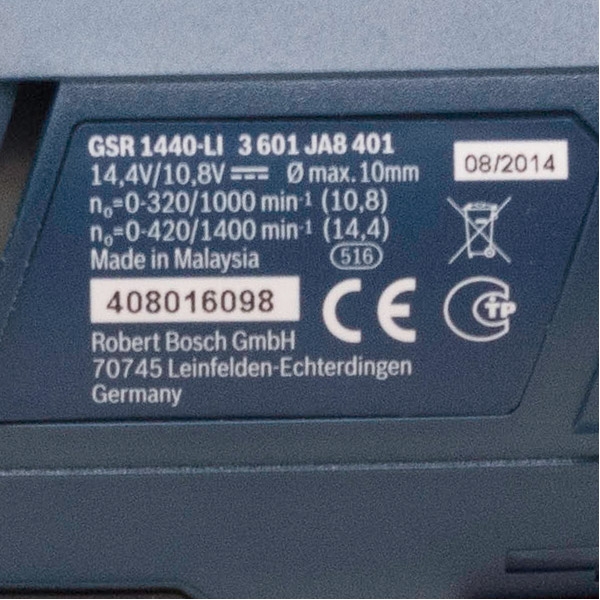 GSR 1440-LI 3 601 JA8 401
08/2014
14,4V/10,8V ⎓ Ø max. 10mm
n₀=0-320/1000 min⁻¹ (10,8)
n₀=0-420/1400 min⁻¹ (14,4)
Made in Malaysia 516
408016098
CE
Robert Bosch GmbH
70745 Leinfelden-Echterdingen
Germany